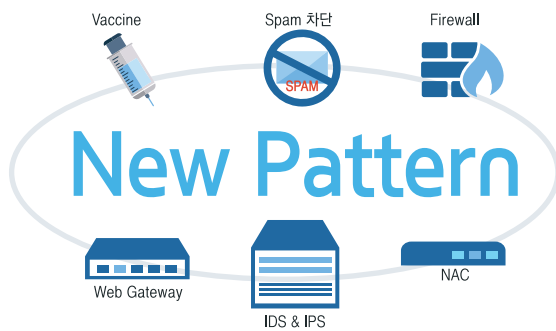 Vaccine
Spam 차단
Firewall
SPAM
New Pattern
Web Gateway
IDS & IPS
NAC